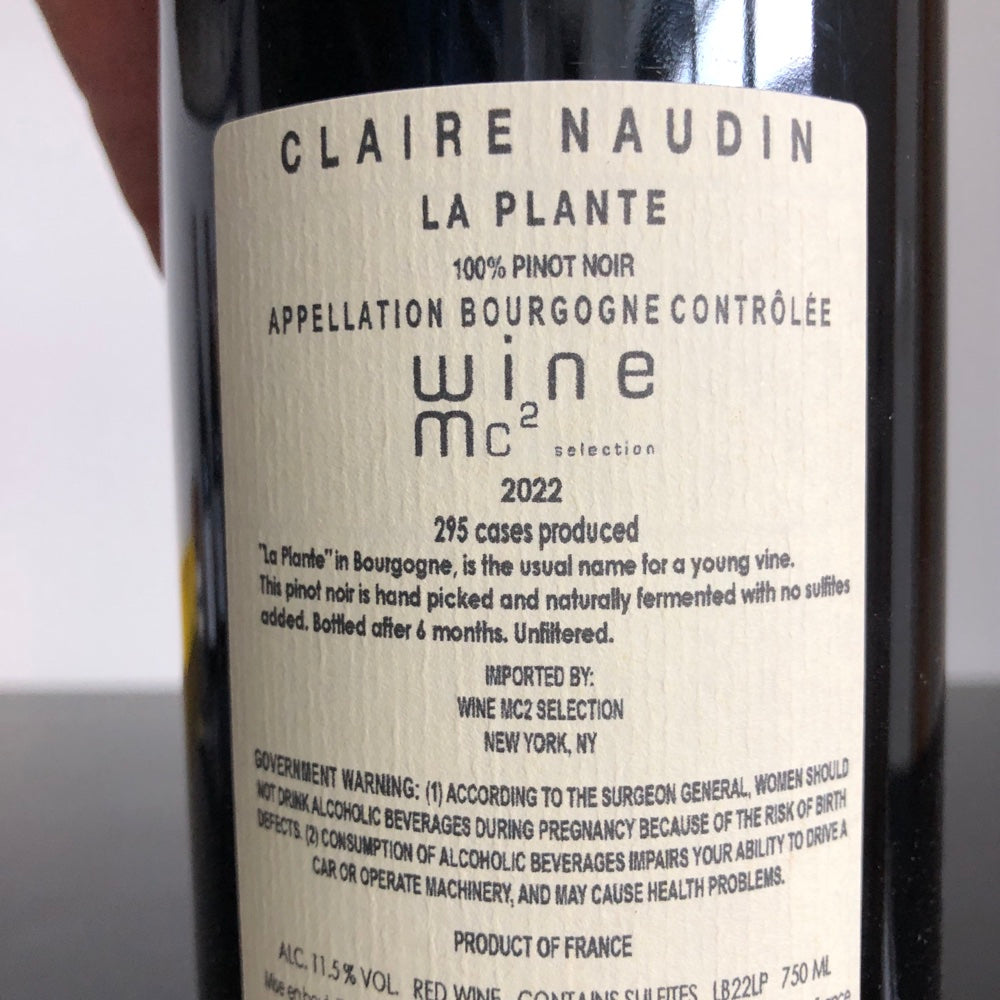 CLAIRE NAUDIN
LA PLANTE
100% PINOT NOIR
APPELLATION BOURGOGNE CONTRÔLÉE
wine
mc²
selection
2022
295 cases produced
"La Plante" in Bourgogne, is the usual name for a young vine.
This pinot noir is hand picked and naturally fermented with no sulfites
added. Bottled after 6 months. Unfiltered.
IMPORTED BY:
WINE MC2 SELECTION
NEW YORK, NY
GOVERNMENT WARNING: (1) ACCORDING TO THE SURGEON GENERAL, WOMEN SHOULD
NOT DRINK ALCOHOLIC BEVERAGES DURING PREGNANCY BECAUSE OF THE RISK OF BIRTH
DEFECTS. (2) CONSUMPTION OF ALCOHOLIC BEVERAGES IMPAIRS YOUR ABILITY TO DRIVE A
CAR OR OPERATE MACHINERY, AND MAY CAUSE HEALTH PROBLEMS.
PRODUCT OF FRANCE
ALC. 11.5% VOL. RED WINE CONTAINS SULFITES LB22LP 750 ML
Mise en